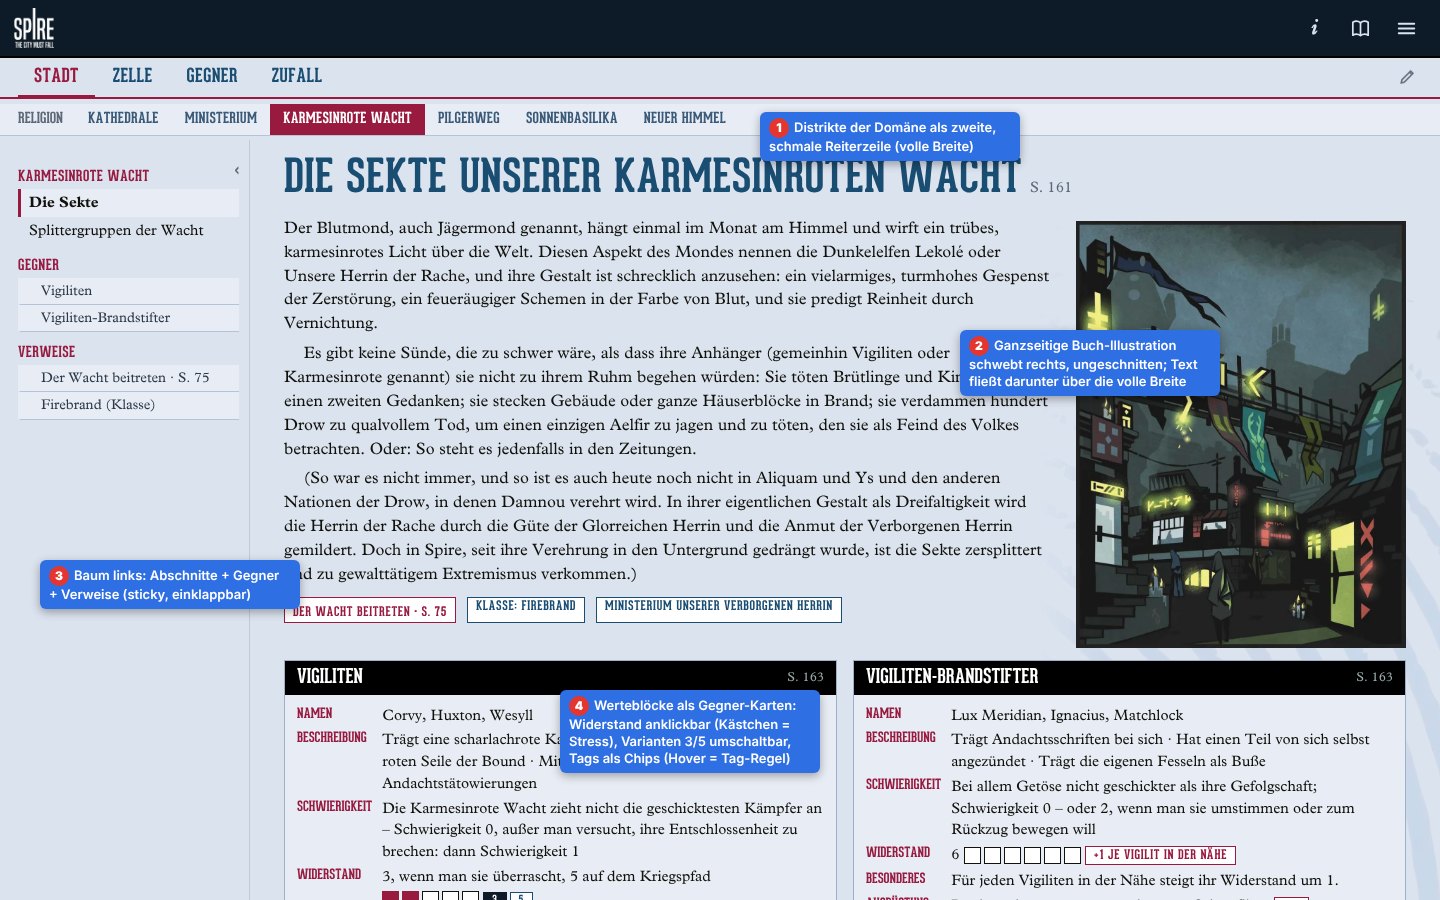 SPIRE
THE CITY MUST FALL
i
STADT ZELLE GEGNER ZUFALL
RELIGION KATHEDRALE MINISTERIUM KARMESINROTE WACHT PILGERWEG SONNENBASILIKA NEUER HIMMEL
1 Distrikte der Domäne als zweite,
schmale Reiterzeile (volle Breite)
KARMESINROTE WACHT
Die Sekte
Splittergruppen der Wacht
GEGNER
Vigiliten
Vigiliten-Brandstifter
VERWEISE
Der Wacht beitreten · S. 75
Firebrand (Klasse)
3 Baum links: Abschnitte + Gegner
+ Verweise (sticky, einklappbar)
DIE SEKTE UNSERER KARMESINROTEN WACHT S. 161
Der Blutmond, auch Jägermond genannt, hängt einmal im Monat am Himmel und wirft ein trübes,
karmesinrotes Licht über die Welt. Diesen Aspekt des Mondes nennen die Dunkelelfen Lekolé oder
Unsere Herrin der Rache, und ihre Gestalt ist schrecklich anzusehen: ein vielarmiges, turmhohes Gespenst
der Zerstörung, ein feueräugiger Schemen in der Farbe von Blut, und sie predigt Reinheit durch
Vernichtung.
Es gibt keine Sünde, die zu schwer wäre, als dass ihre Anhänger (gemeinhin Vigiliten oder
Karmesinrote genannt) sie nicht zu ihrem Ruhm begehen würden: Sie töten Brütlinge und
einen zweiten Gedanken; sie stecken Gebäude oder ganze Häuserblöcke in Brand; sie verdammen hundert
Drow zu qualvollem Tod, um einen einzigen Aelfir zu jagen und zu töten, den sie als Feind des Volkes
betrachten. Oder: So steht es jedenfalls in den Zeitungen.
(So war es nicht immer, und so ist es auch heute noch nicht in Aliquam und Ys und den anderen
Nationen der Drow, in denen Damnou verehrt wird. In ihrer eigentlichen Gestalt als Dreifaltigkeit wird
die Herrin der Rache durch die Güte der Glorreichen Herrin und die Anmut der Verborgenen Herrin
gemildert. Doch in Spire, seit ihre Verehrung in den Untergrund gedrängt wurde, ist die Sekte zersplittert
und zu gewalttätigem Extremismus verkommen.)
DER WACHT BEITRETEN · S. 75 KLASSE: FIREBRAND MINISTERIUM UNSERER VERBORGENEN HERRIN
2 Ganzseitige Buch-Illustration
schwebt rechts, ungeschnitten; Text
fließt darunter über die volle Breite
VIGILITEN S. 163
NAMEN Corvy, Huxton, Wesyll
BESCHREIBUNG Trägt eine scharlachrote
roten Seile der Bound ·
Andachtstätowierungen
SCHWIERIGKEIT Die Karmesinrote Wacht zieht nicht die geschicktesten Kämpfer an
– Schwierigkeit 0, außer man versucht, ihre Entschlossenheit zu
brechen: dann Schwierigkeit 1
WIDERSTAND 3, wenn man sie überrascht, 5 auf dem Kriegspfad
3 5
4 Werteblöcke als Gegner-Karten:
Widerstand anklickbar (Kästchen =
Stress), Varianten 3/5 umschaltbar,
Tags als Chips (Hover = Tag-Regel)
VIGILITEN-BRANDSTIFTER S. 163
NAMEN Lux Meridian, Ignacius, Matchlock
BESCHREIBUNG Trägt Andachtsschriften bei sich · Hat einen Teil von sich selbst
angezündet · Trägt die eigenen Fesseln als Buße
SCHWIERIGKEIT Bei allem Getöse nicht geschickter als ihre Gefolgschaft;
Schwierigkeit 0 – oder 2, wenn man sie umstimmen oder zum
Rückzug bewegen will
WIDERSTAND 6 +1 JE VIGILIT IN DER NÄHE
BESONDERES Für jeden Vigiliten in der Nähe steigt ihr Widerstand um 1.